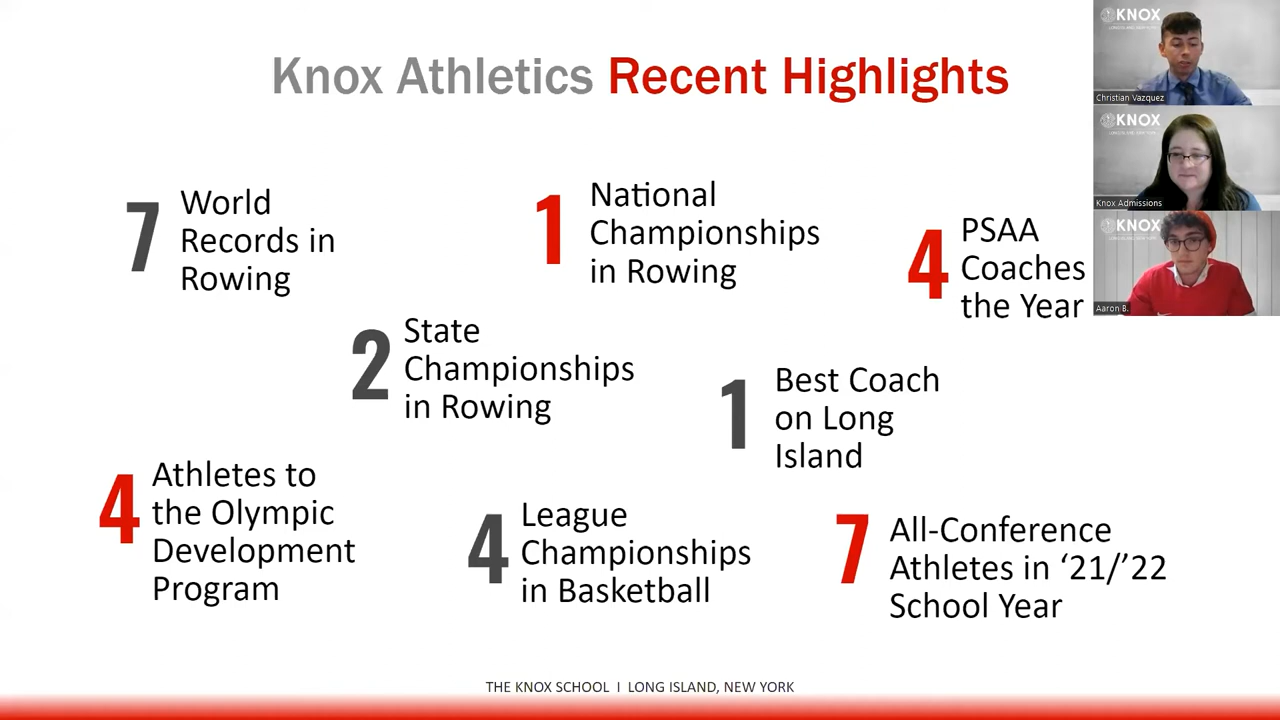 Knox Athletics Recent Highlights
7
World
Records in
Rowing
1
National
Championships
in Rowing
4
PSAA
Coaches
the Year
2
State
Championships
in Rowing
1
Best Coach
on Long
Island
4
Athletes to
the Olympic
Development
Program
4
League
Championships
in Basketball
7
All-Conference
Athletes in ‘21/’22
School Year
THE KNOX SCHOOL I LONG ISLAND, NEW YORK
KNOX
Christian Vazquez
KNOX
Knox Admissions
KNOX
Aaron B.